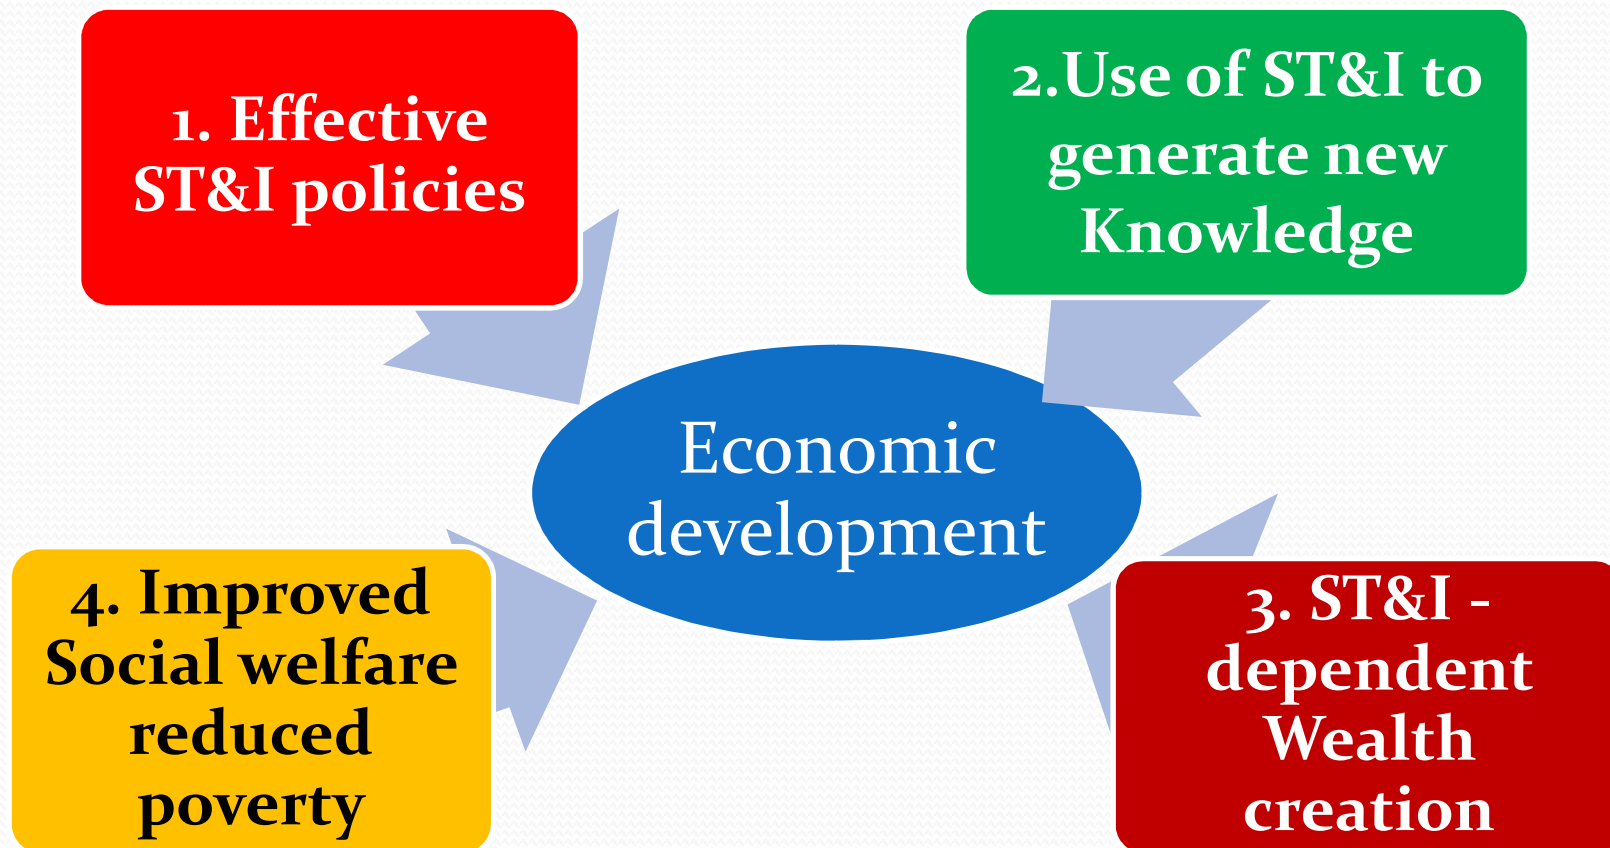 1. Effective
ST&I policies
2.Use of ST&I to
generate new
Knowledge
Economic
development
4. Improved
Social welfare
reduced
poverty
3. ST&I -
dependent
Wealth
creation